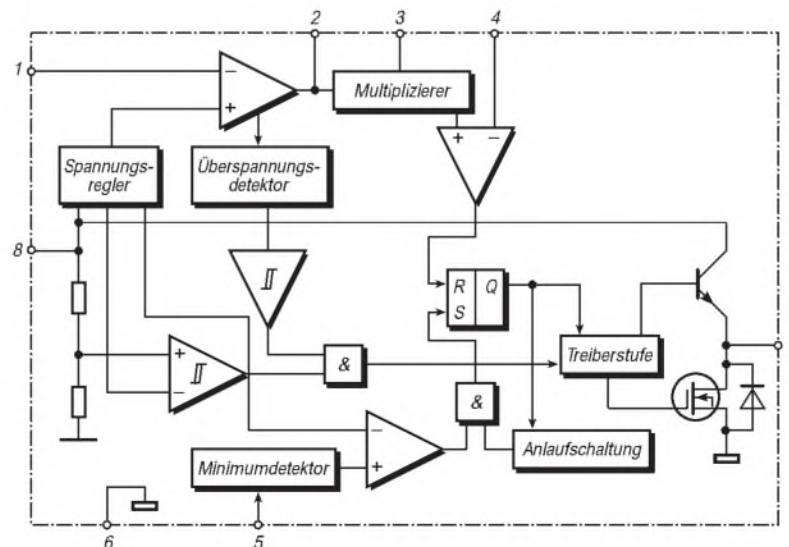 2
3
4
1
−
+
Multiplizierer
+
−
Spannungs-
regler
Überspannungs-
detektor
8
R
Q
S
+
−
&
Treiberstufe
&
−
+
Minimumdetektor
Anlaufschaltung
6
5